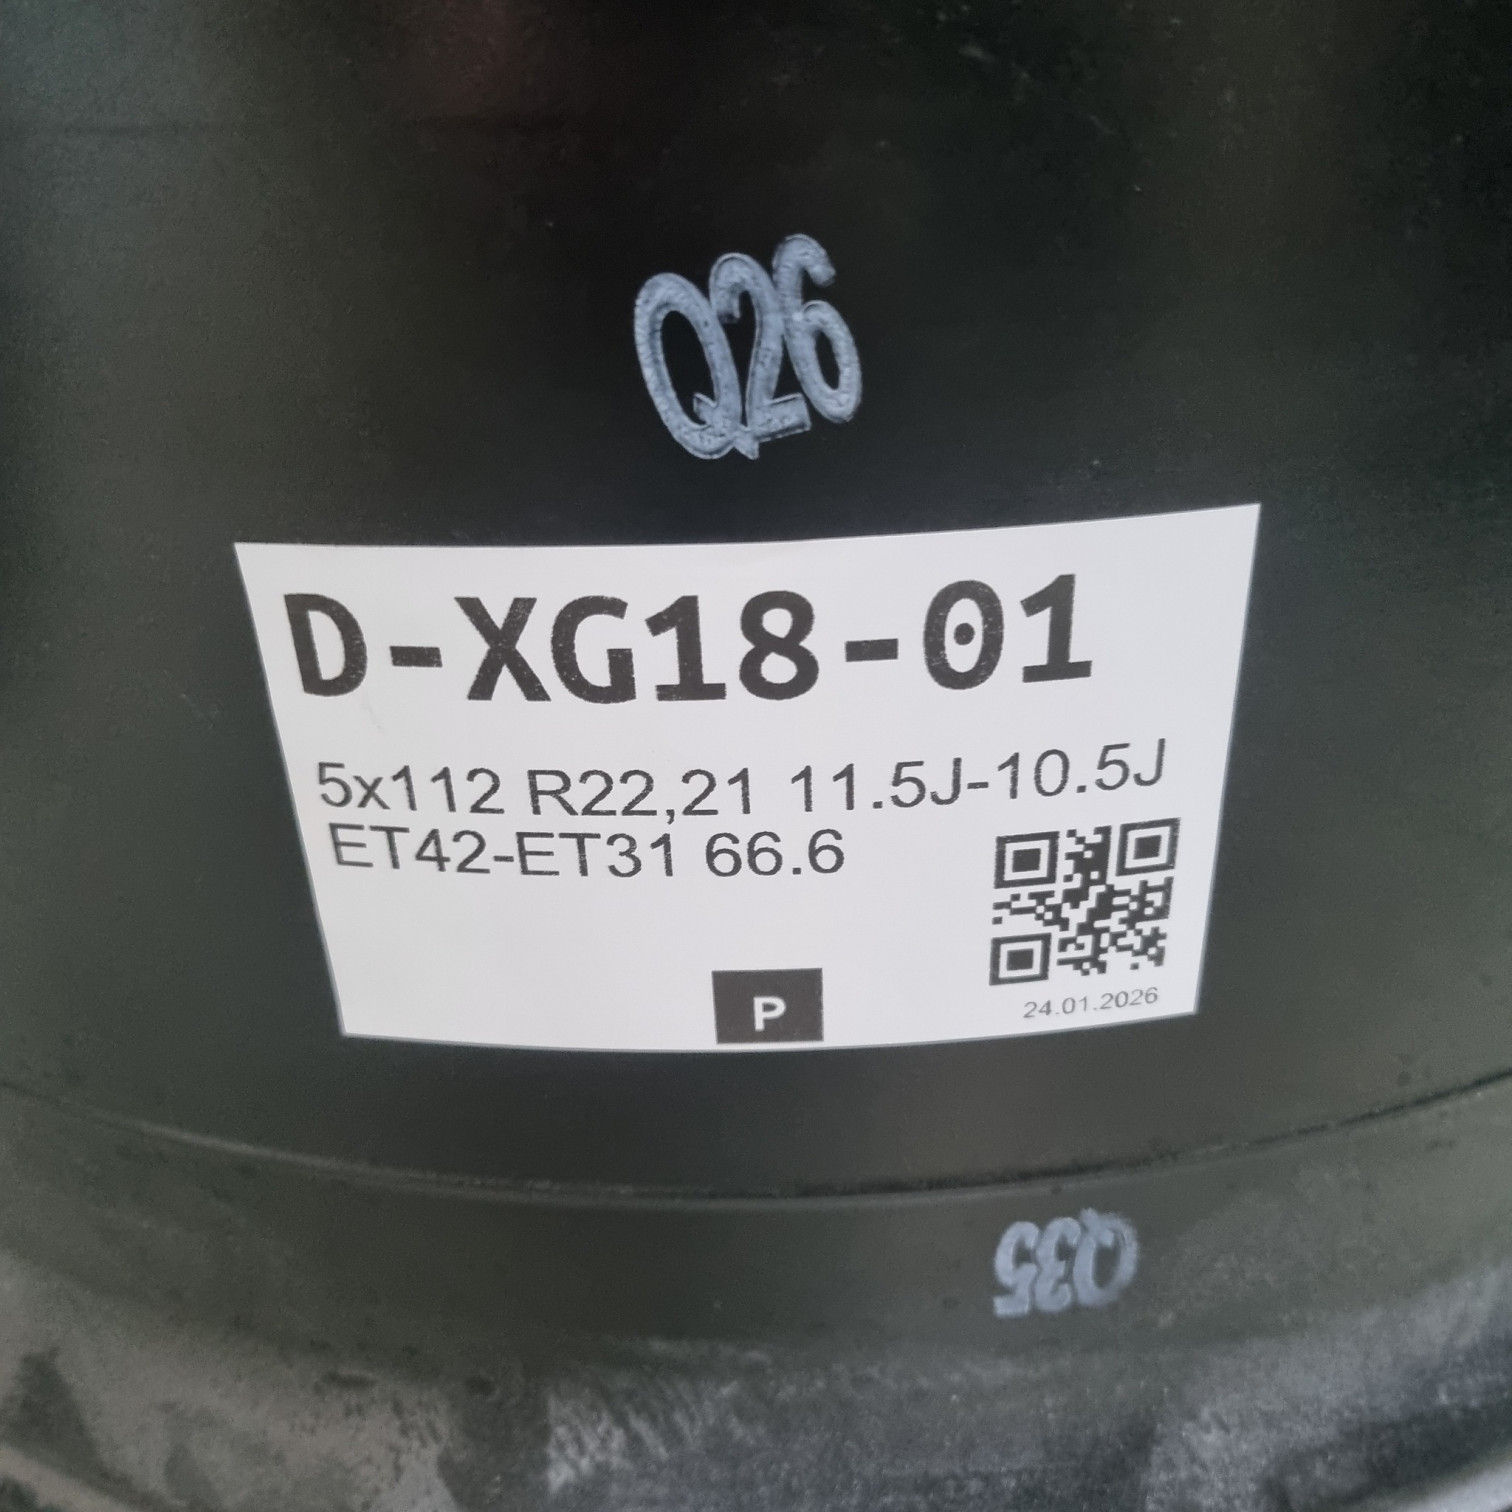 Q26
D-XG18-01
5x112 R22,21 11.5J-10.5J
ET42-ET31 66.6
P
24.01.2026
Q35